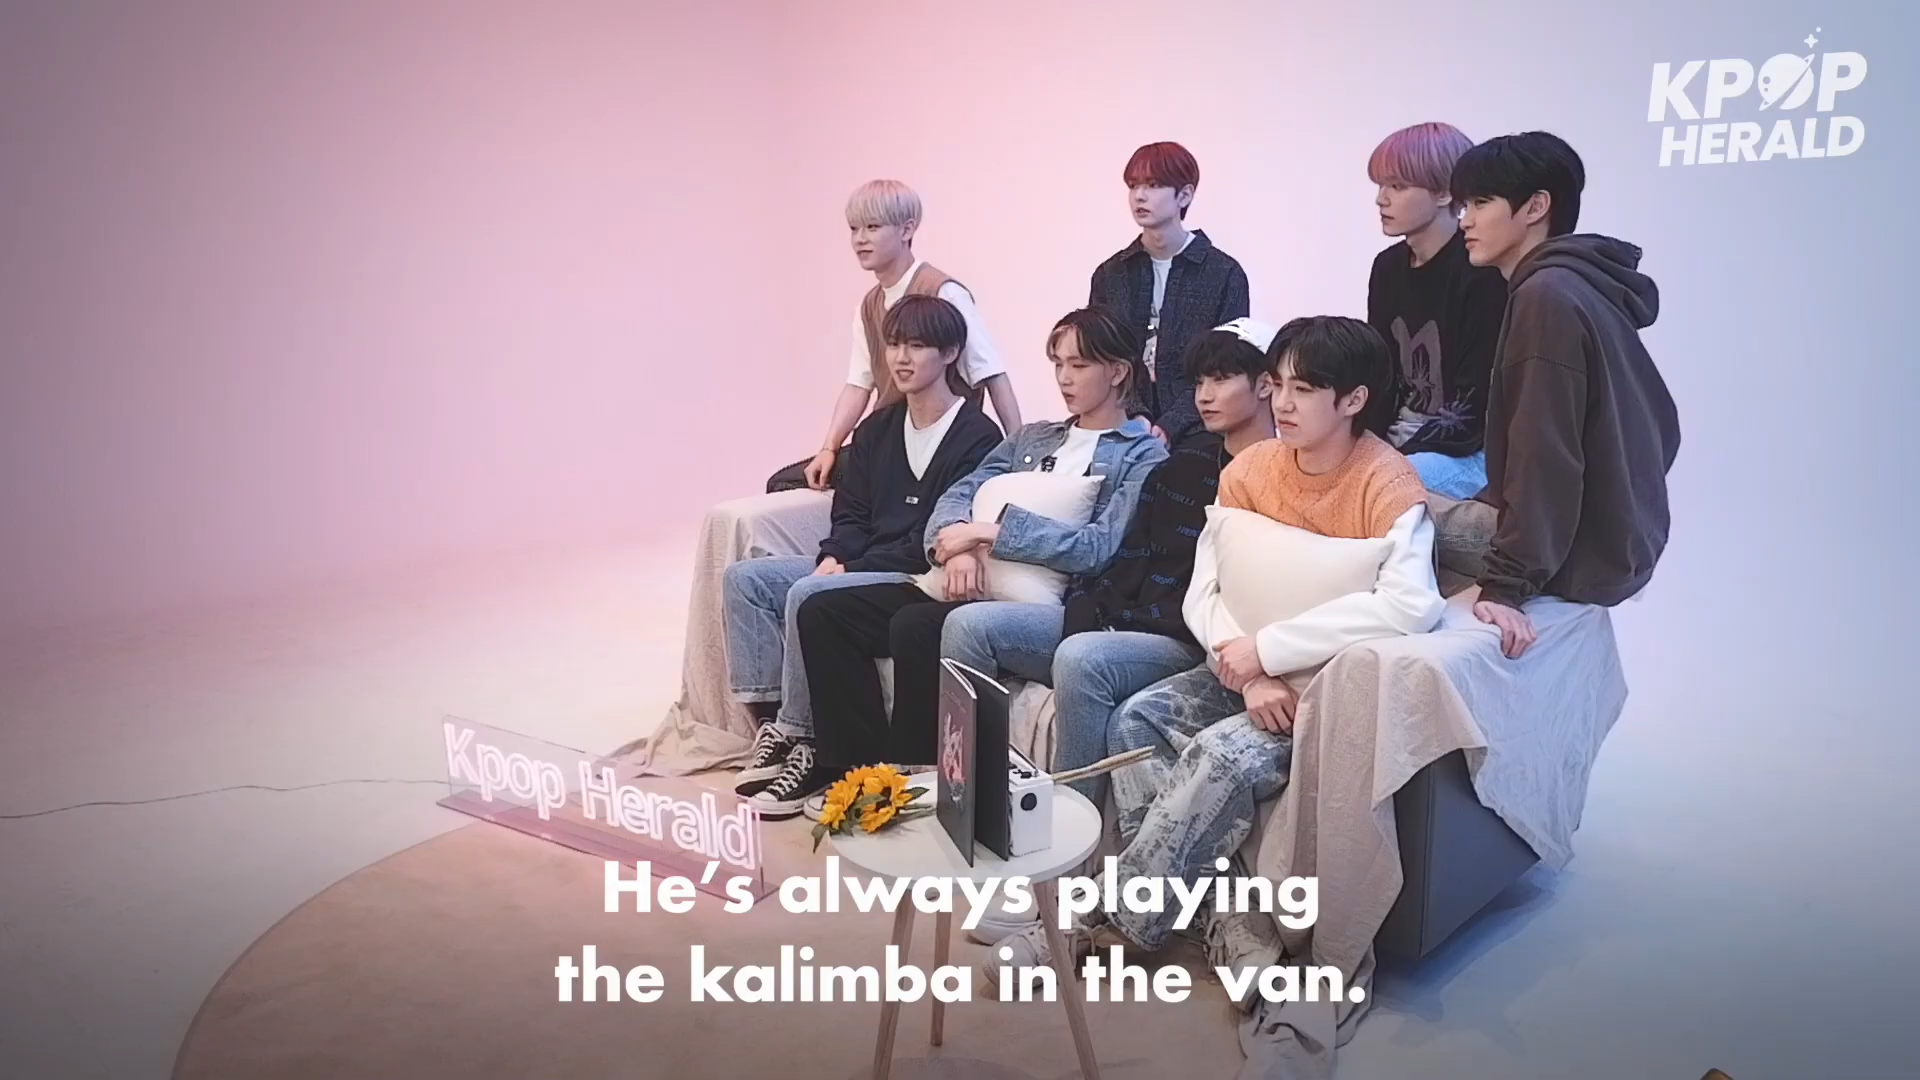 KPOP
HERALD
Kpop Herald
He's always playing
the kalimba in the van.